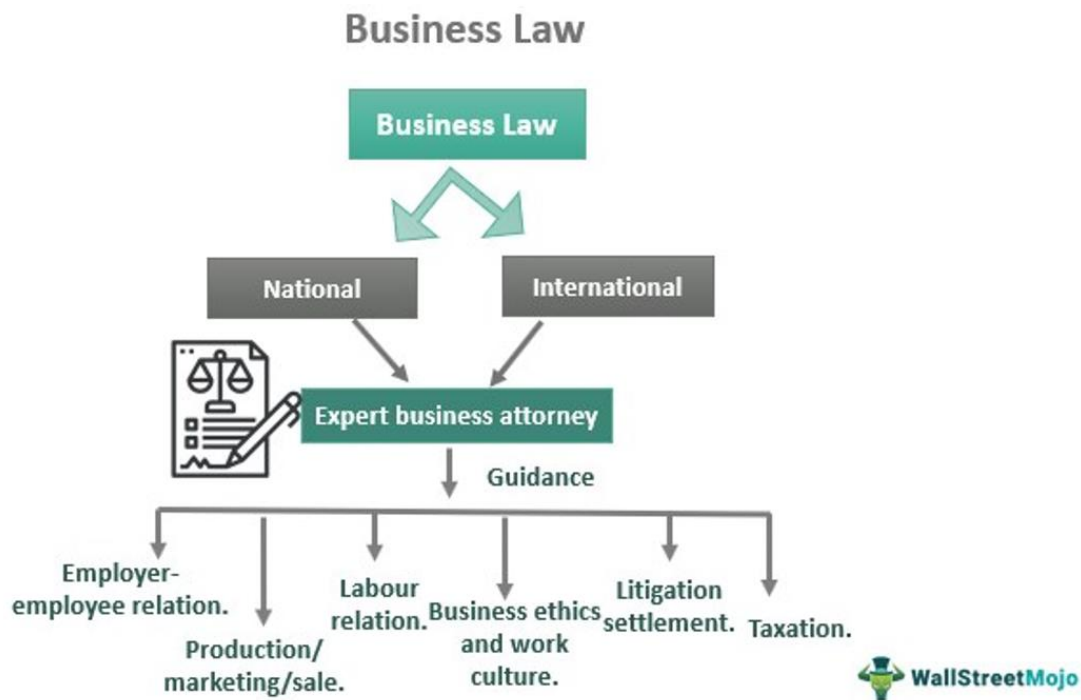 Business Law
Business Law
National
International
Expert business attorney
Guidance
Employer-
employee relation.
Production/
marketing/sale.
Labour
relation.
Business ethics
and work
culture.
Litigation
settlement.
Taxation.
WallStreetMojo